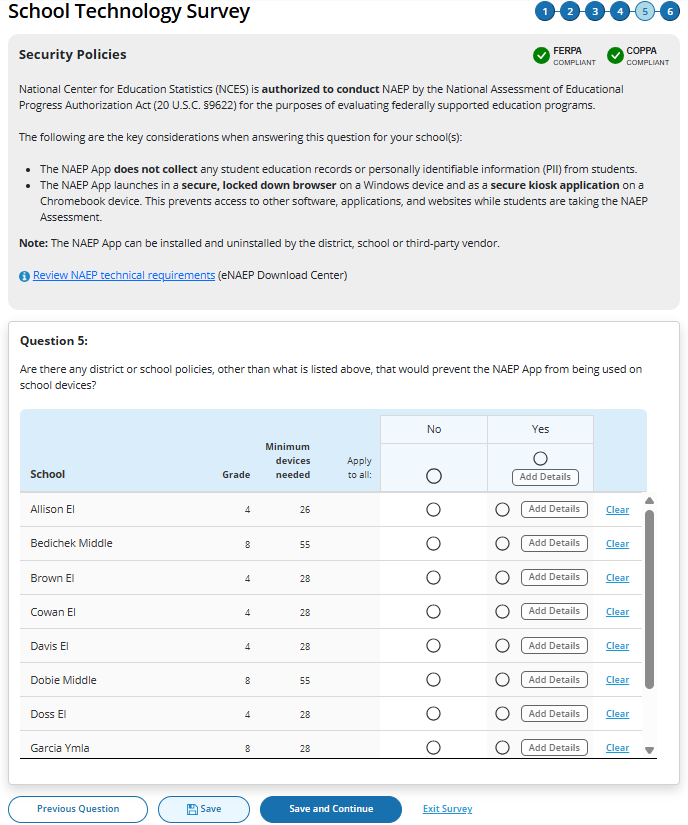 School Technology Survey
1 2 3 4 5 6
Security Policies
FERPA
COMPLIANT
COPPA
COMPLIANT
National Center for Education Statistics (NCES) is authorized to conduct NAEP by the National Assessment of Educational
Progress Authorization Act (20 U.S.C. §9622) for the purposes of evaluating federally supported education programs.
The following are the key considerations when answering this question for your school(s):
• The NAEP App does not collect any student education records or personally identifiable information (PII) from students.
• The NAEP App launches in a secure, locked down browser on a Windows device and as a secure kiosk application on a
Chromebook device. This prevents access to other software, applications, and websites while students are taking the NAEP
Assessment.
Note: The NAEP App can be installed and uninstalled by the district, school or third-party vendor.
i Review NAEP technical requirements (eNAEP Download Center)
Question 5:
Are there any district or school policies, other than what is listed above, that would prevent the NAEP App from being used on
school devices?
No Yes
Minimum
devices Apply
School Grade needed to all: Add Details
Allison El 4 26 Add Details Clear
Bedichek Middle 8 55 Add Details Clear
Brown El 4 28 Add Details Clear
Cowan El 4 28 Add Details Clear
Davis El 4 28 Add Details Clear
Dobie Middle 8 55 Add Details Clear
Doss El 4 28 Add Details Clear
Garcia Ymla 8 28 Add Details Clear
Previous Question Save Save and Continue Exit Survey